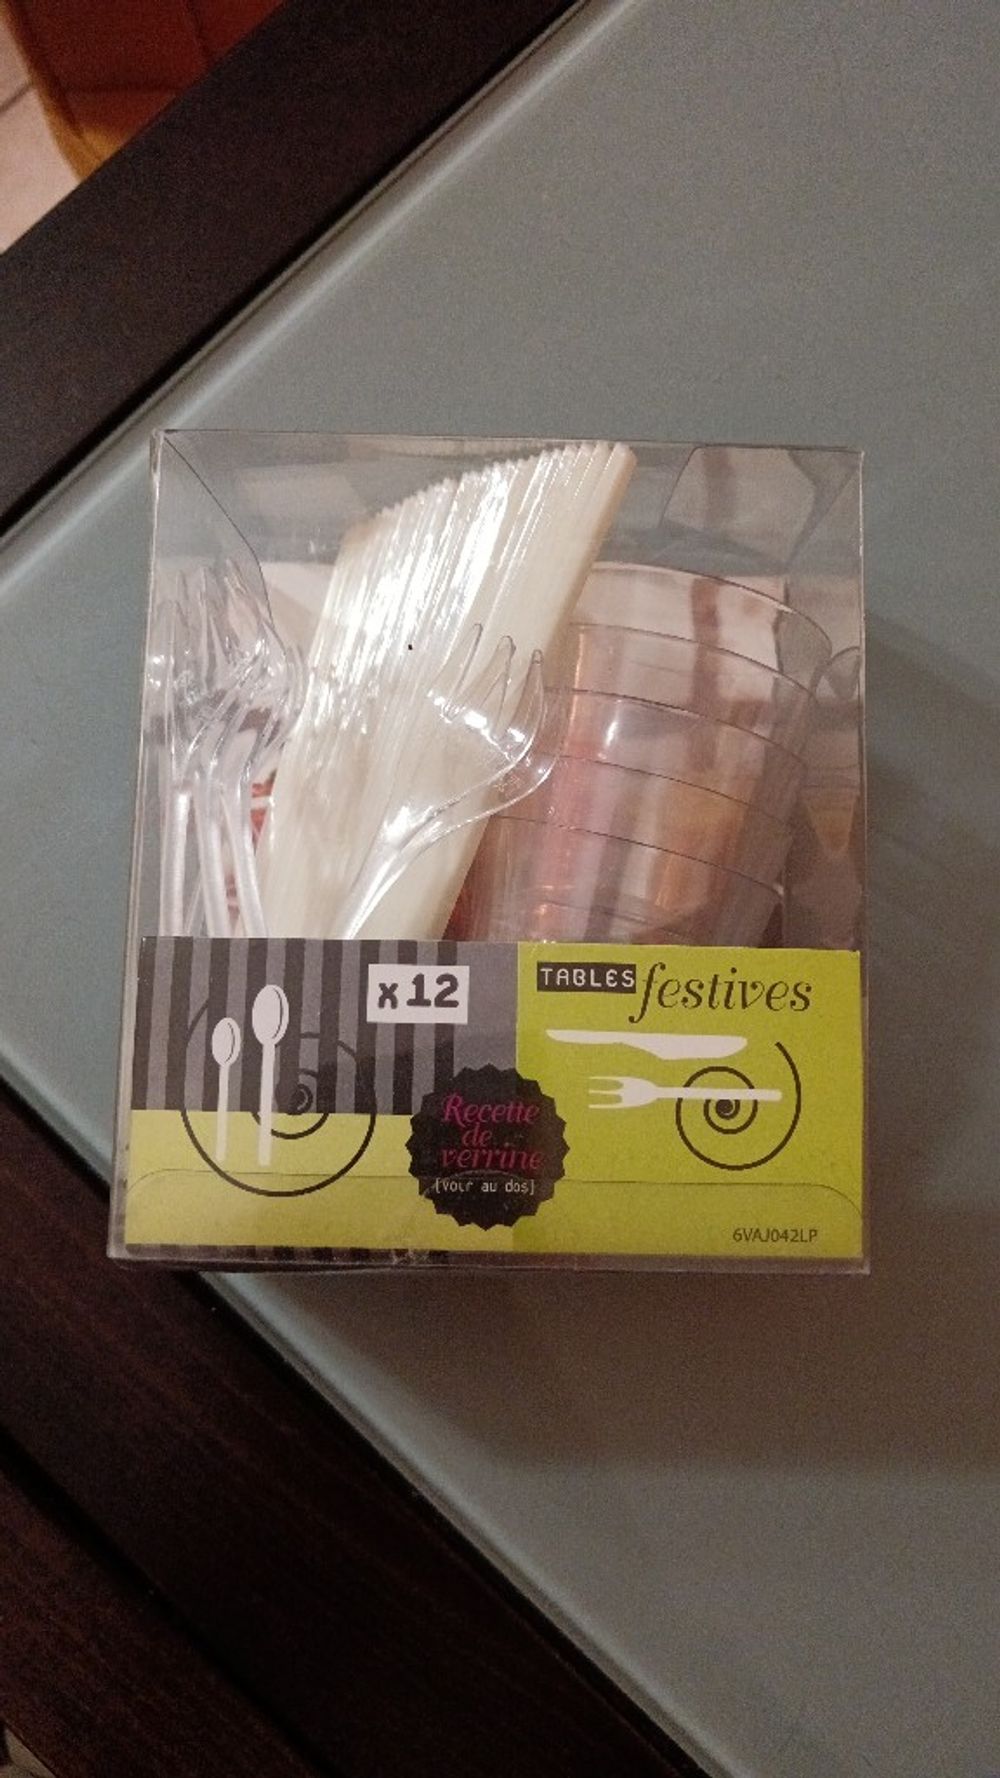 x12
TABLES festives
Recette
de
verrine
[voir au dos]
6VAJ042LP